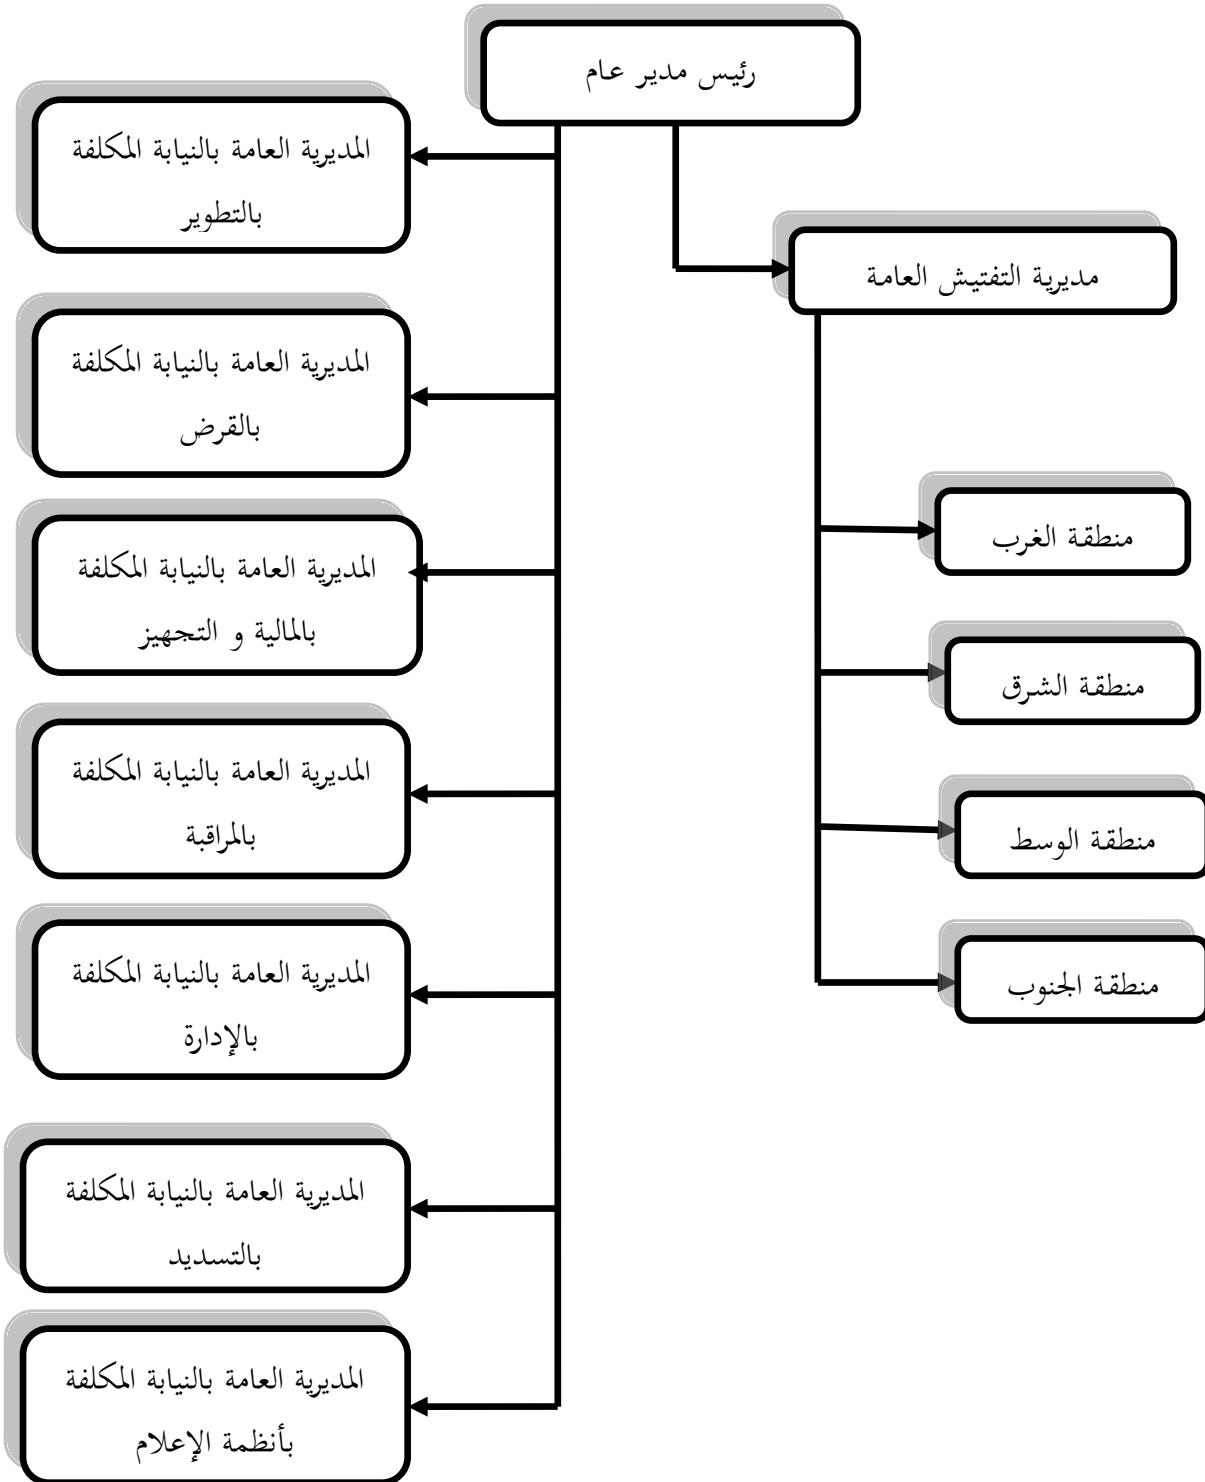 رئيس مدير عام
مديرية التفتيش العامة
منطقة الغرب
منطقة الشرق
منطقة الوسط
منطقة الجنوب
المديرية العامة بالنيابة المكلفة
بالتطوير
المديرية العامة بالنيابة المكلفة
بالقرض
المديرية العامة بالنيابة المكلفة
بالمالية و التجهيز
المديرية العامة بالنيابة المكلفة
بالمراقبة
المديرية العامة بالنيابة المكلفة
بالإدارة
المديرية العامة بالنيابة المكلفة
بالتسديد
المديرية العامة بالنيابة المكلفة
بأنظمة الإعلام